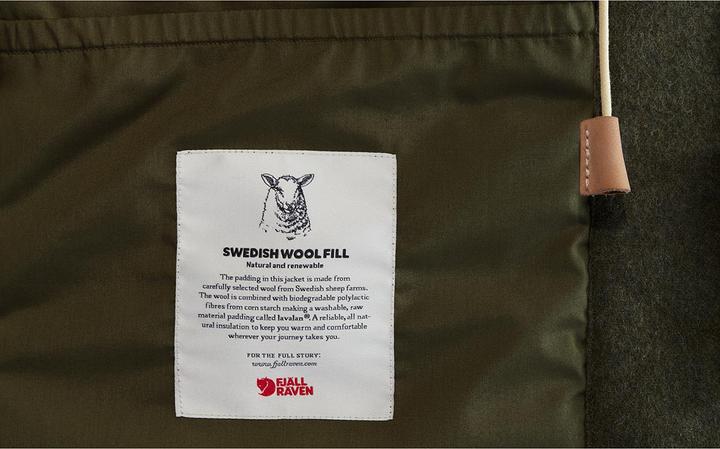 SWEDISH WOOL FILL
Natural and renewable
The padding in this jacket is made from
carefully selected wool from Swedish sheep farms.
The wool is combined with biodegradable polylactic
fibres from corn starch making a washable, raw
material padding called lavalan®. A reliable, all nat-
ural insulation to keep you warm and comfortable
wherever your journey takes you.
FOR THE FULL STORY:
www.fjallraven.com
FJÄLL
RÄVEN